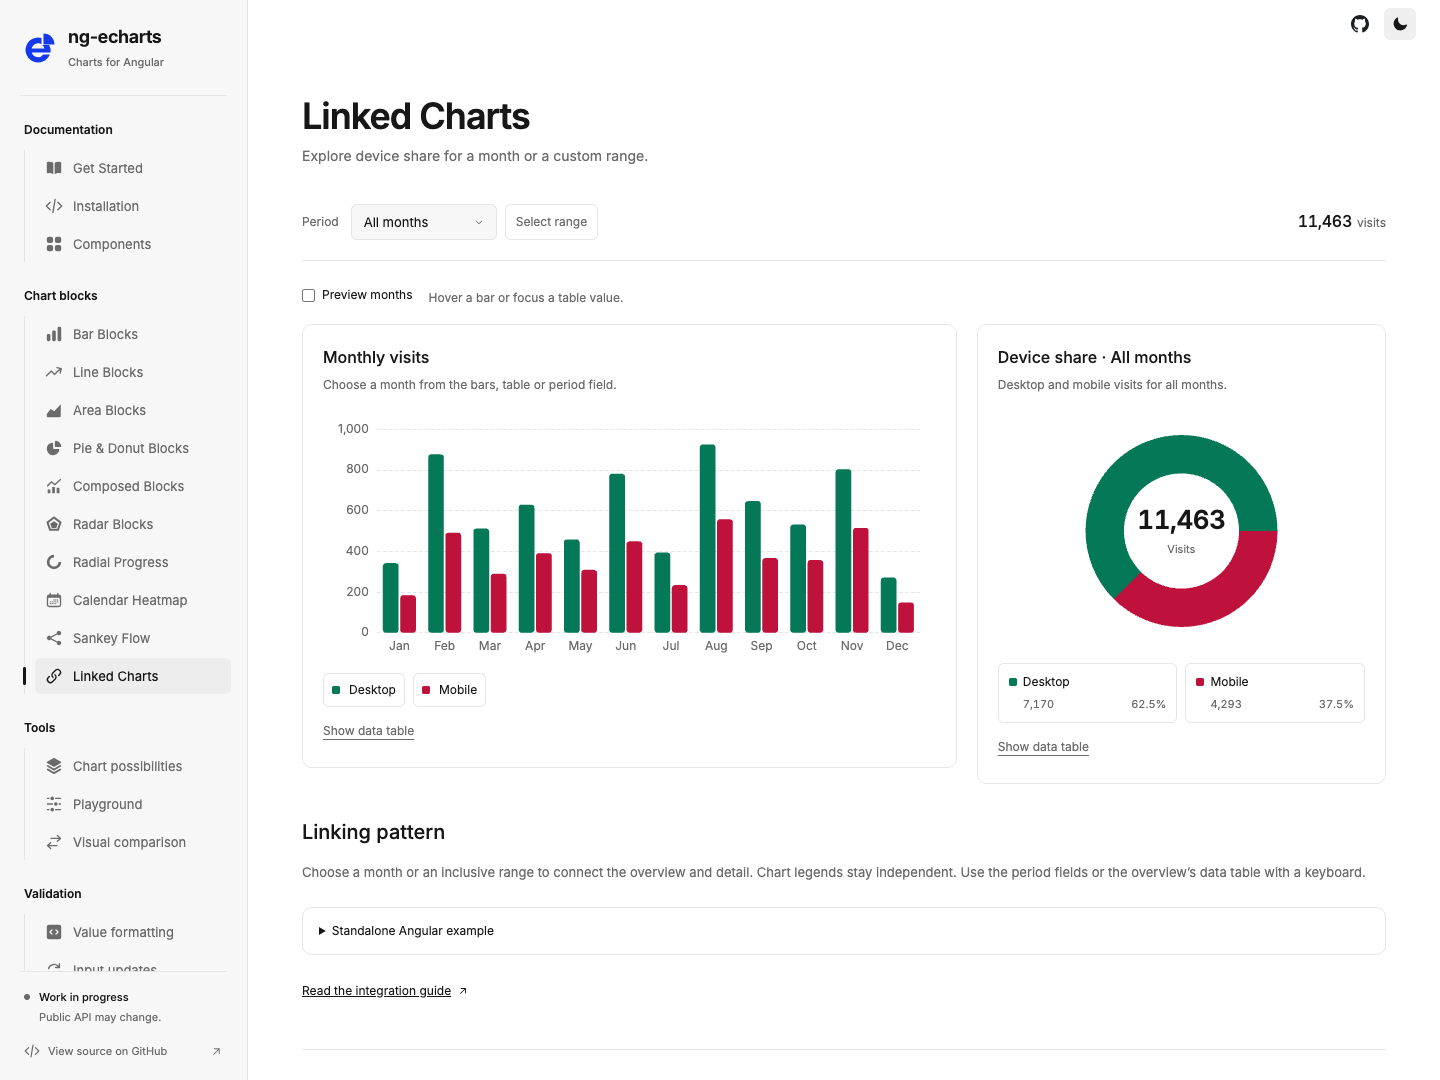 ng-echarts
Charts for Angular
Documentation
Get Started
Installation
Components
Chart blocks
Bar Blocks
Line Blocks
Area Blocks
Pie & Donut Blocks
Composed Blocks
Radar Blocks
Radial Progress
Calendar Heatmap
Sankey Flow
Linked Charts
Tools
Chart possibilities
Playground
Visual comparison
Validation
Value formatting
Input updates
Work in progress
Public API may change.
View source on GitHub
Linked Charts
Explore device share for a month or a custom range.
Period All months Select range 11,463 visits
Preview months Hover a bar or focus a table value.
Monthly visits
Choose a month from the bars, table or period field.
1,000
800
600
400
200
0
Jan Feb Mar Apr May Jun Jul Aug Sep Oct Nov Dec
Desktop Mobile
Show data table
Device share · All months
Desktop and mobile visits for all months.
11,463
Visits
Desktop
7,170 62.5%
Mobile
4,293 37.5%
Show data table
Linking pattern
Choose a month or an inclusive range to connect the overview and detail. Chart legends stay independent. Use the period fields or the overview's data table with a keyboard.
Standalone Angular example
Read the integration guide